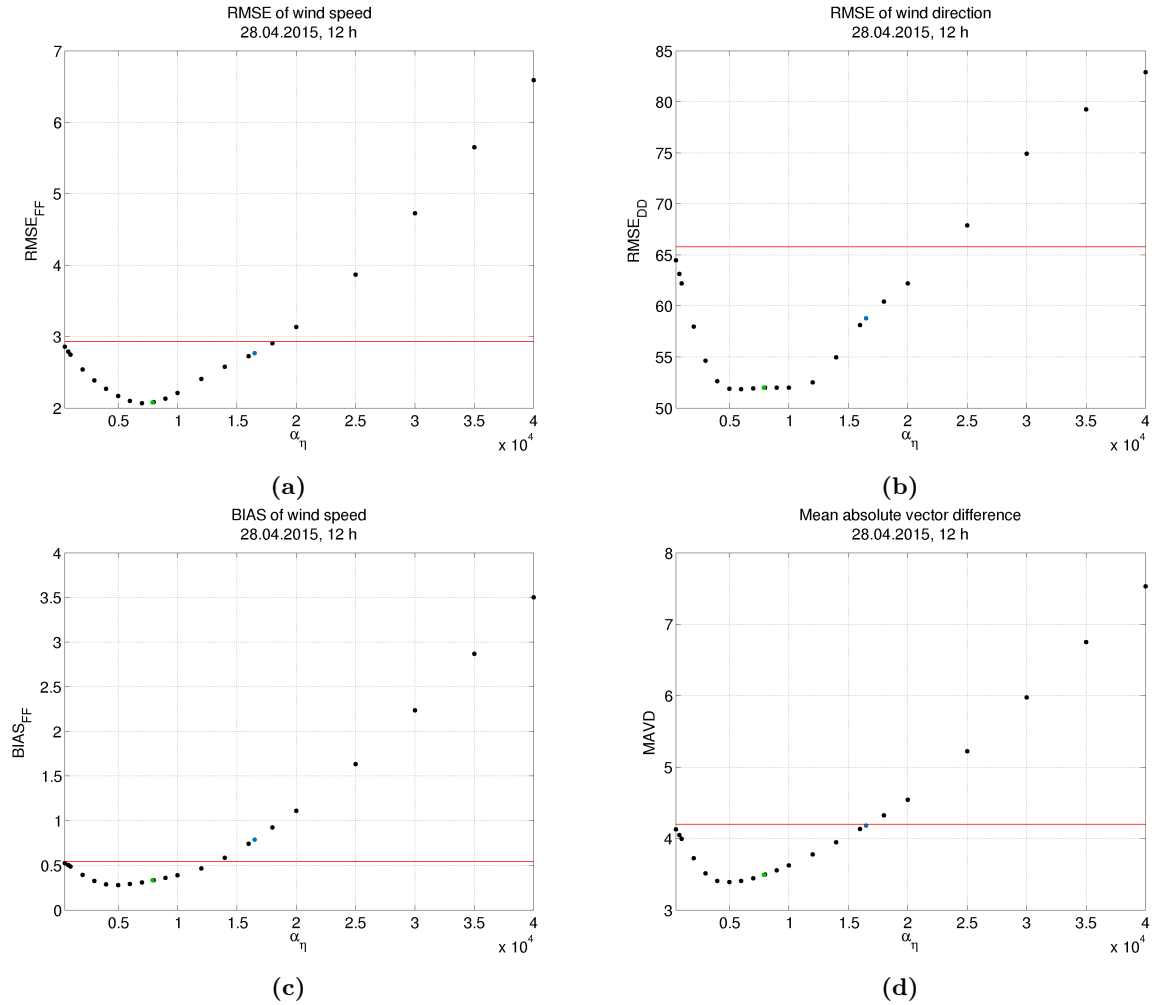 RMSE of wind speed
28.04.2015, 12 h
7
6
5
4
3
2
RMSE_FF
0.5 1 1.5 2 2.5 3 3.5 4
α_η
x 10^4
(a)
RMSE of wind direction
28.04.2015, 12 h
85
80
75
70
65
60
55
50
RMSE_DD
0.5 1 1.5 2 2.5 3 3.5 4
α_η
x 10^4
(b)
BIAS of wind speed
28.04.2015, 12 h
4
3.5
3
2.5
2
1.5
1
0.5
0
BIAS_FF
0.5 1 1.5 2 2.5 3 3.5 4
α_η
x 10^4
(c)
Mean absolute vector difference
28.04.2015, 12 h
8
7
6
5
4
3
MAVD
0.5 1 1.5 2 2.5 3 3.5 4
α_η
x 10^4
(d)